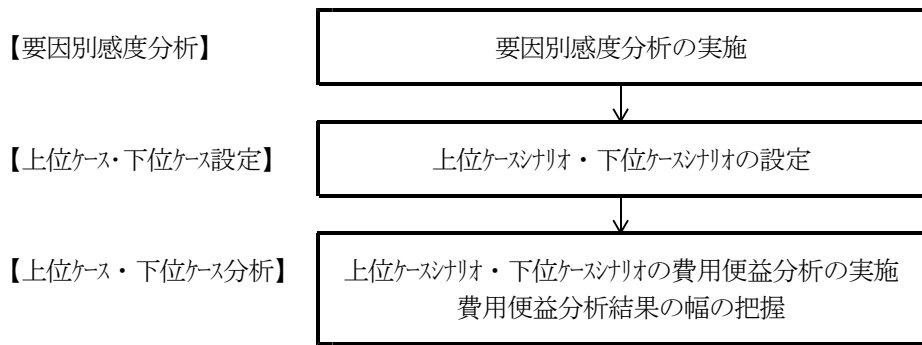 【要因別感度分析】
要因別感度分析の実施
【上位ｹｰｽ・下位ｹｰｽ設定】
上位ｹｰｽｼﾅﾘｵ・下位ｹｰｽｼﾅﾘｵの設定
【上位ｹｰｽ・下位ｹｰｽ分析】
上位ｹｰｽｼﾅﾘｵ・下位ｹｰｽｼﾅﾘｵの費用便益分析の実施
費用便益分析結果の幅の把握